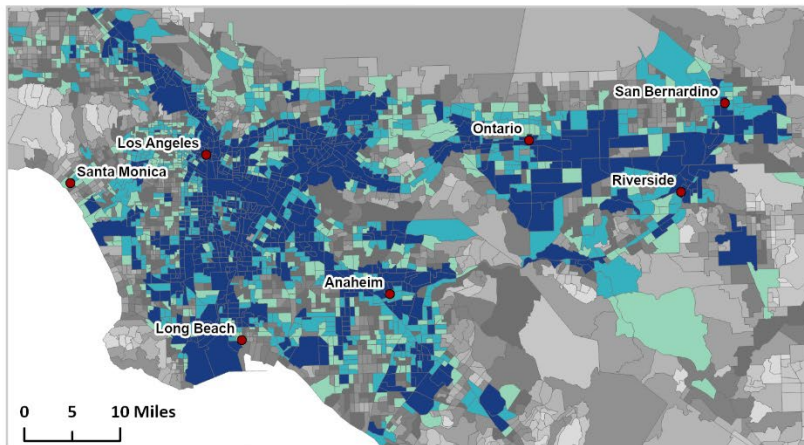 San Bernardino
Ontario
Los Angeles
Santa Monica
Riverside
Anaheim
Long Beach
0 5 10 Miles